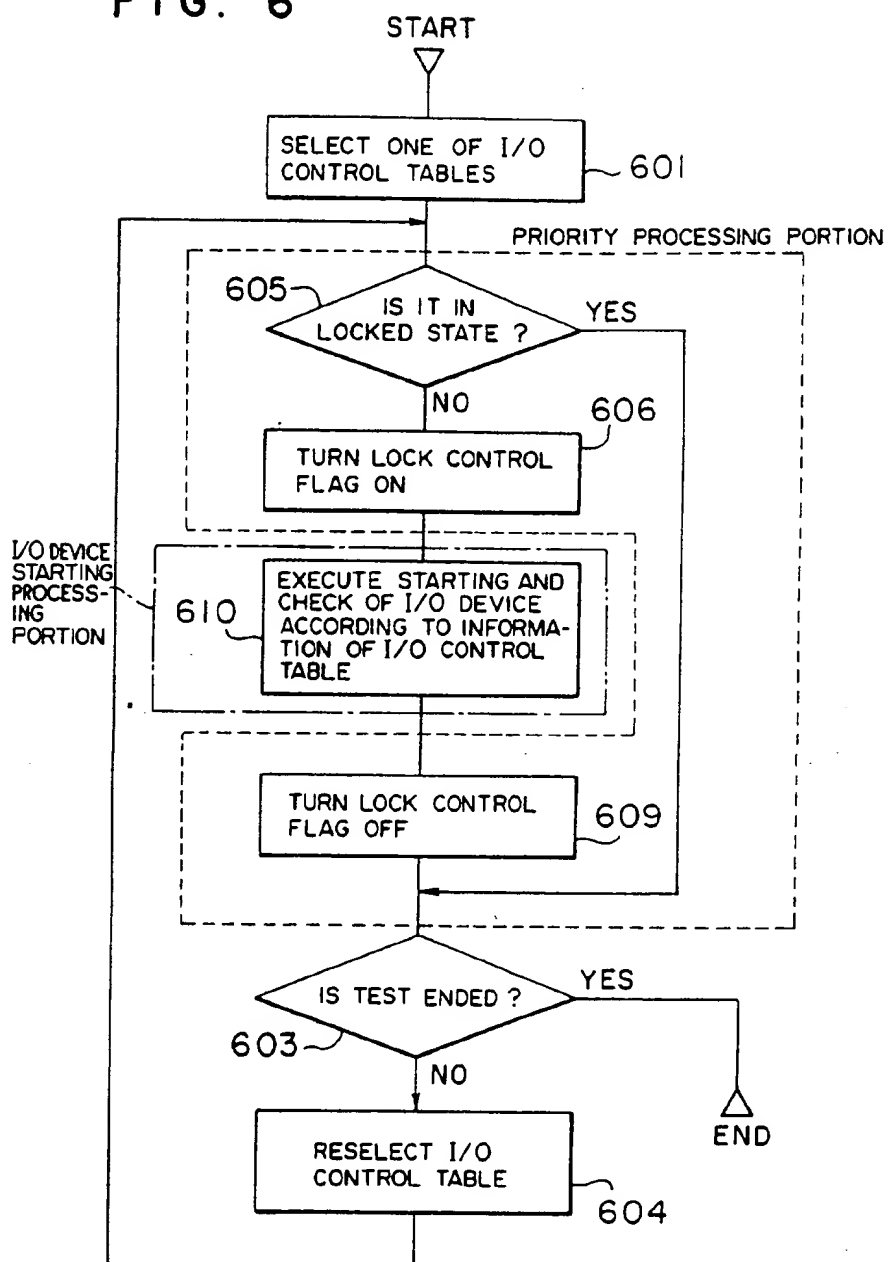 FIG. 6
START
SELECT ONE OF I/O
CONTROL TABLES
601
PRIORITY PROCESSING PORTION
605
IS IT IN
LOCKED STATE ?
YES
NO
606
TURN LOCK CONTROL
FLAG ON
I/O DEVICE
STARTING
PROCESS-
ING
PORTION
610
EXECUTE STARTING AND
CHECK OF I/O DEVICE
ACCORDING TO INFORMA-
TION OF I/O CONTROL
TABLE
TURN LOCK CONTROL
FLAG OFF
609
IS TEST ENDED ?
YES
603
NO
END
RESELECT I/O
CONTROL TABLE
604